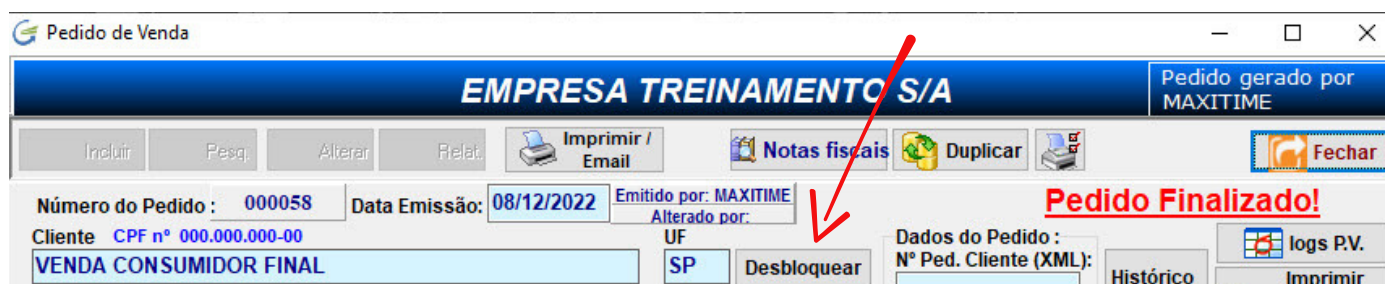 Pedido de Venda
EMPRESA TREINAMENTO S/A
Pedido gerado por
MAXITIME
Incluir
Pesq.
Alterar
Relat.
Imprimir /
Email
Notas fiscais
Duplicar
Fechar
Número do Pedido : 000058
Data Emissão: 08/12/2022
Emitido por: MAXITIME
Alterado por:
Pedido Finalizado!
Cliente CPF nº 000.000.000-00
UF
Dados do Pedido :
logs P.V.
VENDA CONSUMIDOR FINAL
SP
Desbloquear
Nº Ped. Cliente (XML):
Histórico
Imprimir